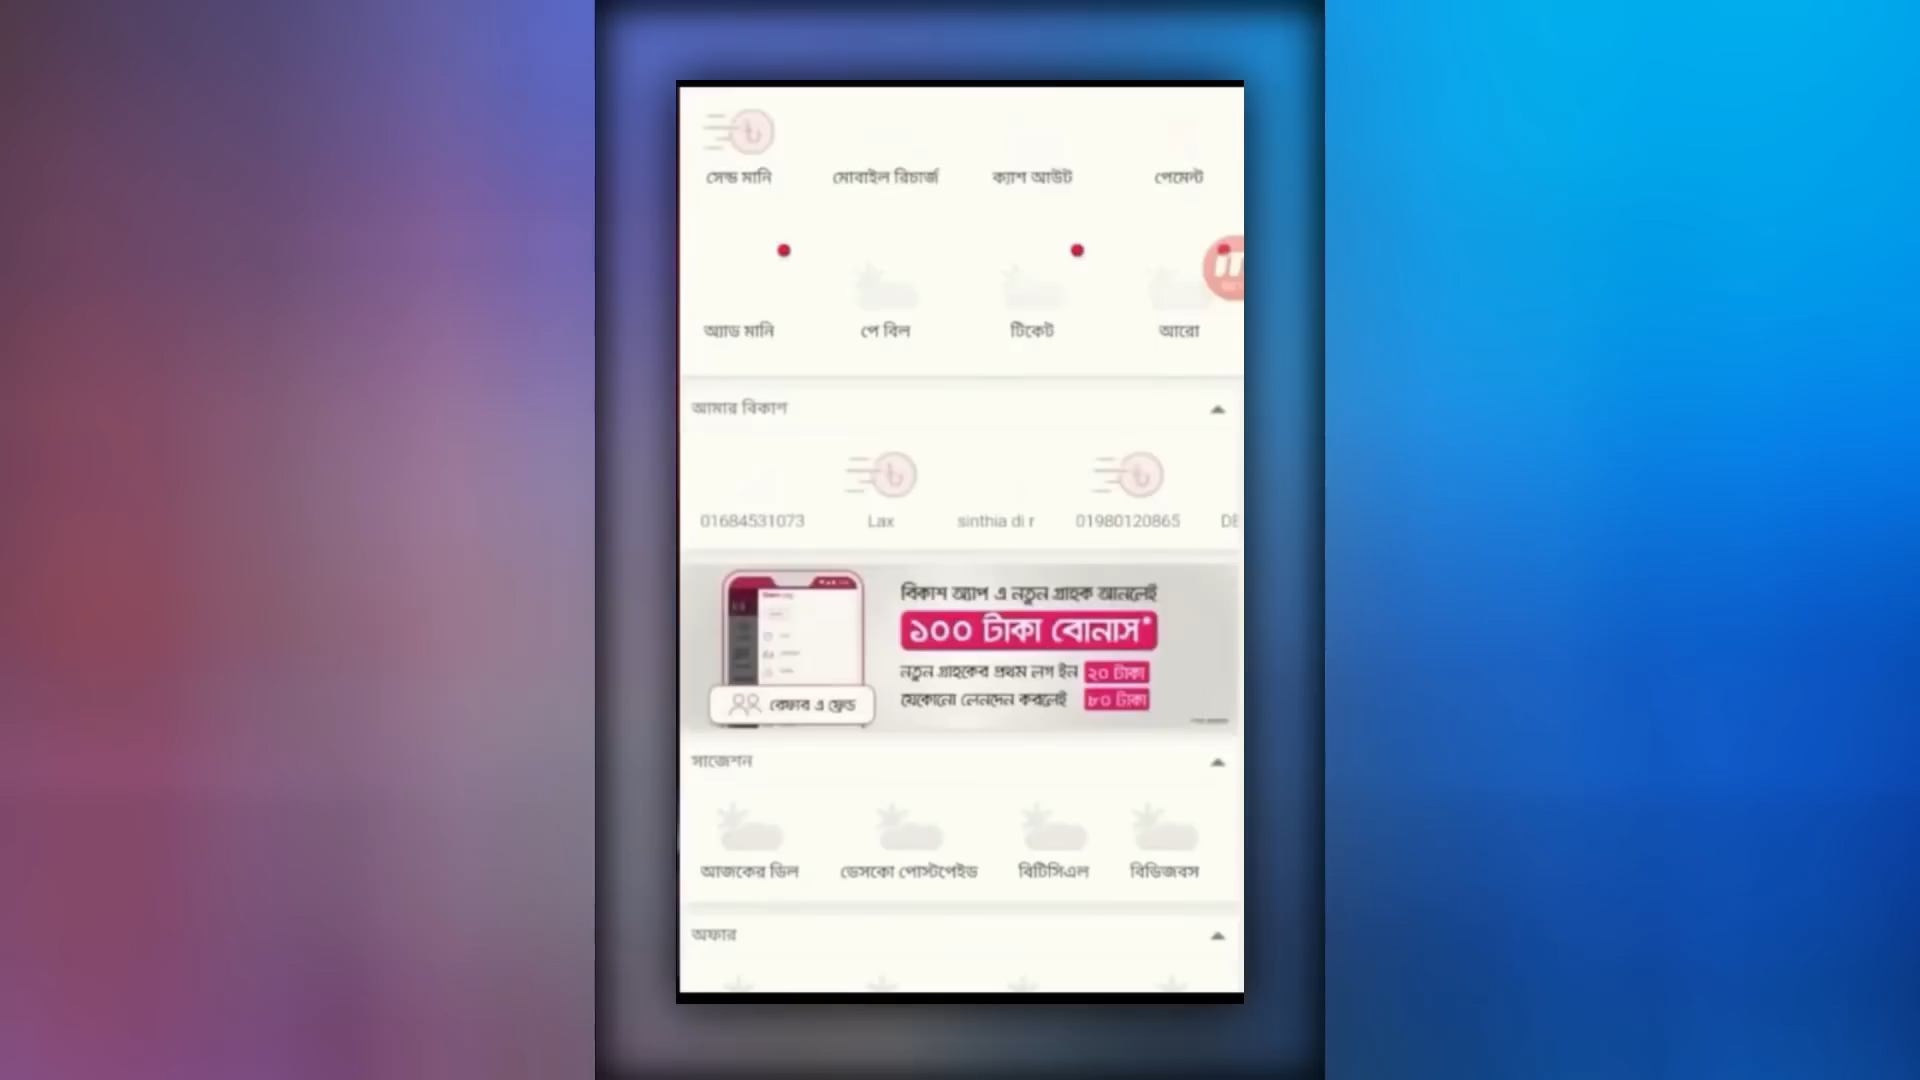 সেন্ড মানি মোবাইল রিচার্জ ক্যাশ আউট পেমেন্ট
অ্যাড মানি পে বিল টিকেট আরো
আমার বিকাশ
01684531073 Lax sinthia di r 01980120865 DE
বিকাশ অ্যাপ এ নতুন গ্রাহক আনলেই
১০০ টাকা বোনাস*
নতুন গ্রাহকের প্রথম লগ ইন ২০ টাকা
যেকোনো লেনদেন করলেই ৮০ টাকা
রেফার এ ফ্রেন্ড
সাজেশন
আজকের ডিল ডেসকো পোস্টপেইড বিটিসিএল বিডিজবস
অফার